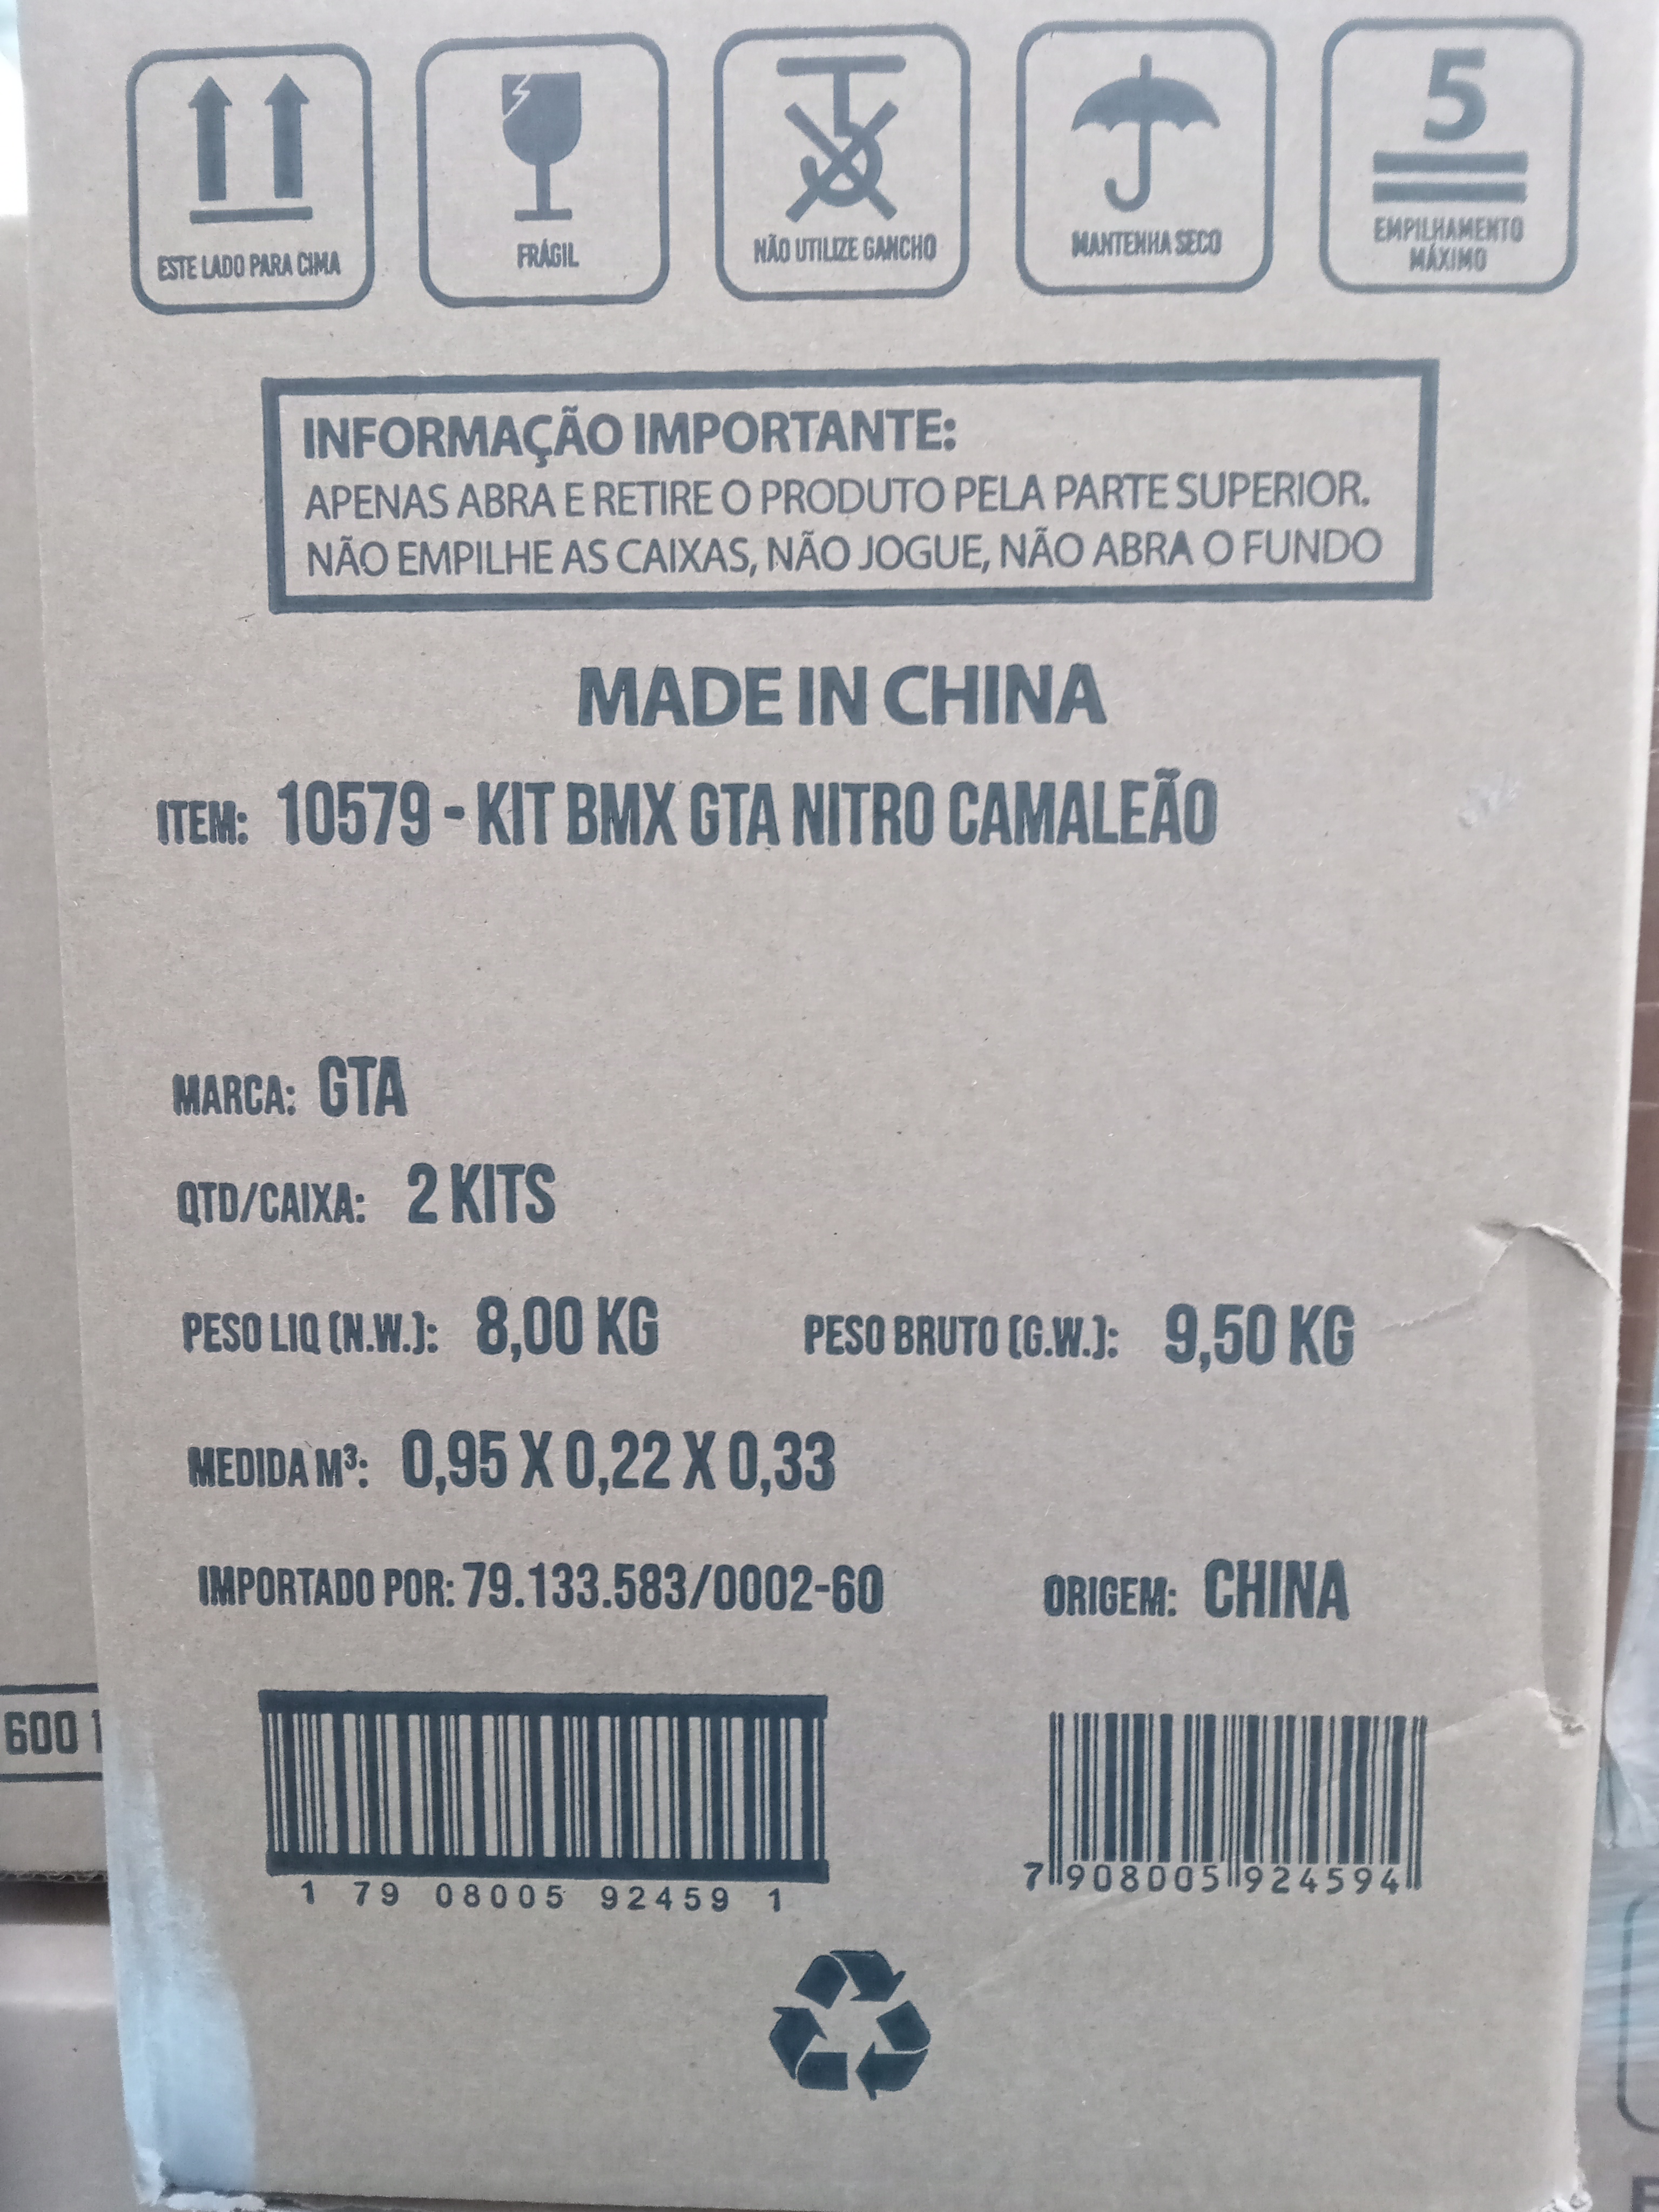 ESTE LADO PARA CIMA
FRÁGIL
NÃO UTILIZE GANCHO
MANTENHA SECO
5
EMPILHAMENTO
MÁXIMO
INFORMAÇÃO IMPORTANTE:
APENAS ABRA E RETIRE O PRODUTO PELA PARTE SUPERIOR.
NÃO EMPILHE AS CAIXAS, NÃO JOGUE, NÃO ABRA O FUNDO
MADE IN CHINA
ITEM: 10579 - KIT BMX GTA NITRO CAMALEÃO
MARCA: GTA
QTD/CAIXA: 2 KITS
PESO LIQ (N.W.): 8,00 KG PESO BRUTO (G.W.): 9,50 KG
MEDIDA M³: 0,95 X 0,22 X 0,33
IMPORTADO POR: 79.133.583/0002-60 ORIGEM: CHINA
600
1 79 08005 92459 1
7 908005 924594